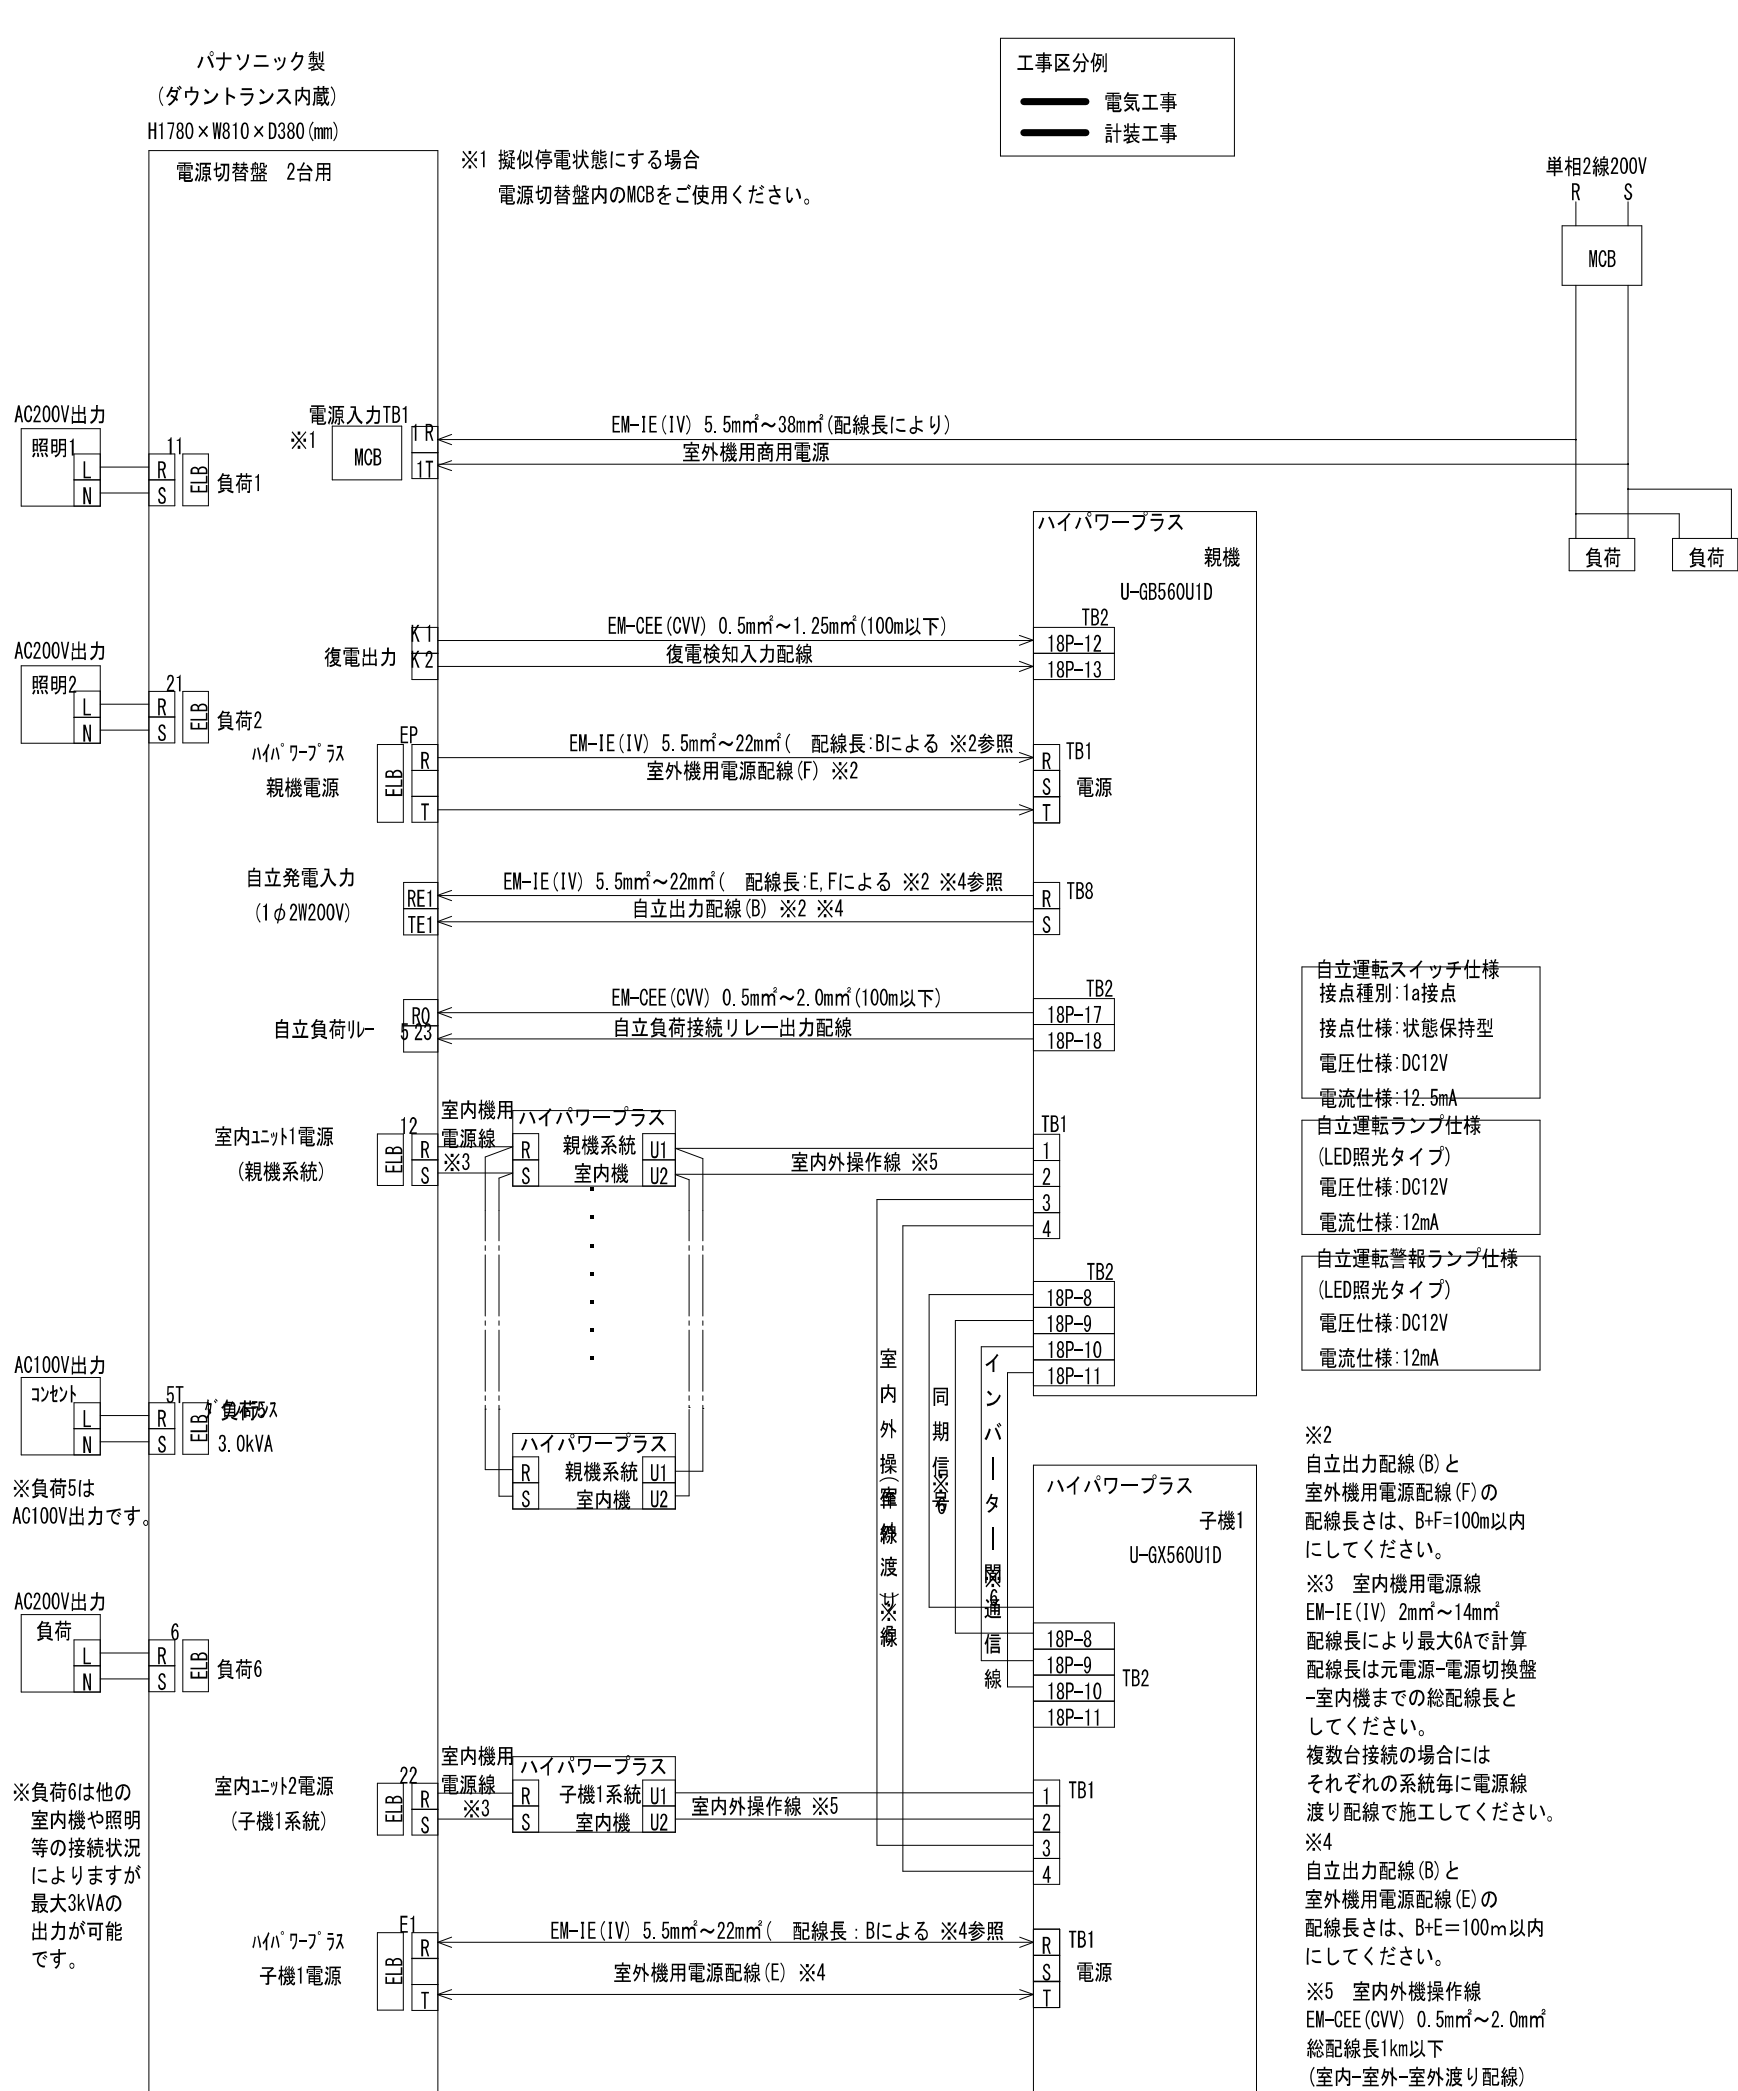 パナソニック製
(ダウントランス内蔵)
H1780×W810×D380(mm)
電源切替盤 2台用
※1 擬似停電状態にする場合
電源切替盤内のMCBをご使用ください。
工事区分例
電気工事
計装工事
単相2線200V
R S
MCB
負荷 負荷
AC200V出力
照明1
L
N
11
R
S
ELB
負荷1
電源入力TB1
※1
MCB
1R
1T
EM-IE(IV) 5.5m㎡～38m㎡(配線長により)
室外機用商用電源
ハイパワープラス
親機
U-GB560U1D
AC200V出力
照明2
L
N
21
R
S
ELB
負荷2
復電出力
K1
K2
EM-CEE(CVV) 0.5m㎡～1.25m㎡(100m以下)
復電検知入力配線
TB2
18P-12
18P-13
ﾊｲﾊﾟﾜｰﾌﾟﾗｽ
親機電源
ELB
EP
R
T
EM-IE(IV) 5.5m㎡～22m㎡( 配線長:Bによる ※2参照
室外機用電源配線(F) ※2
TB1
R
S
T
電源
自立発電入力
(1φ2W200V)
RE1
TE1
EM-IE(IV) 5.5m㎡～22m㎡( 配線長:E,Fによる ※2 ※4参照
自立出力配線(B) ※2 ※4
TB8
R
S
自立負荷ﾘﾚｰ
RO
523
EM-CEE(CVV) 0.5m㎡～2.0m㎡(100m以下)
自立負荷接続リレー出力配線
TB2
18P-17
18P-18
自立運転スイッチ仕様
接点種別:1a接点
接点仕様:状態保持型
電圧仕様:DC12V
電流仕様:12.5mA
自立運転ランプ仕様
(LED照光タイプ)
電圧仕様:DC12V
電流仕様:12mA
自立運転警報ランプ仕様
(LED照光タイプ)
電圧仕様:DC12V
電流仕様:12mA
室内ﾕﾆｯﾄ1電源
(親機系統)
ELB
12
R
S
室内機用
電源線
※3
ハイパワープラス
親機系統
室内機
R
S
U1
U2
室内外操作線 ※5
TB1
1
2
3
4
TB2
18P-8
18P-9
18P-10
18P-11
ハイパワープラス
親機系統
室内機
R
S
U1
U2
室内外操作線
(室外線渡り線
※5
同期信号
※6
インバーター間通信線
※6
AC100V出力
ｺﾝｾﾝﾄ
L
N
5T
R
S
ELB
負荷5
ﾀﾞｳﾝﾄﾗﾝｽ
3.0kVA
※負荷5は
AC100V出力です。
AC200V出力
負荷
L
N
6
R
S
ELB
負荷6
※負荷6は他の
室内機や照明
等の接続状況
によりますが
最大3kVAの
出力が可能
です。
ハイパワープラス
子機1
U-GX560U1D
18P-8
18P-9
18P-10
18P-11
TB2
室内ﾕﾆｯﾄ2電源
(子機1系統)
ELB
22
R
S
室内機用
電源線
※3
ハイパワープラス
子機1系統
室内機
R
S
U1
U2
室内外操作線 ※5
TB1
1
2
3
4
ﾊｲﾊﾟﾜｰﾌﾟﾗｽ
子機1電源
ELB
E1
R
T
EM-IE(IV) 5.5m㎡～22m㎡( 配線長：Bによる ※4参照
室外機用電源配線(E) ※4
TB1
R
S
T
電源
※2
自立出力配線(B)と
室外機用電源配線(F)の
配線長さは、B+F=100m以内
にしてください。
※3 室内機用電源線
EM-IE(IV) 2m㎡～14m㎡
配線長により最大6Aで計算
配線長は元電源-電源切換盤
-室内機までの総配線長と
してください。
複数台接続の場合には
それぞれの系統毎に電源線
渡り配線で施工してください。
※4
自立出力配線(B)と
室外機用電源配線(E)の
配線長さは、B+E＝100ｍ以内
にしてください。
※5 室内外機操作線
EM-CEE(CVV) 0.5m㎡～2.0m㎡
総配線長1km以下
(室内-室外-室外渡り配線)